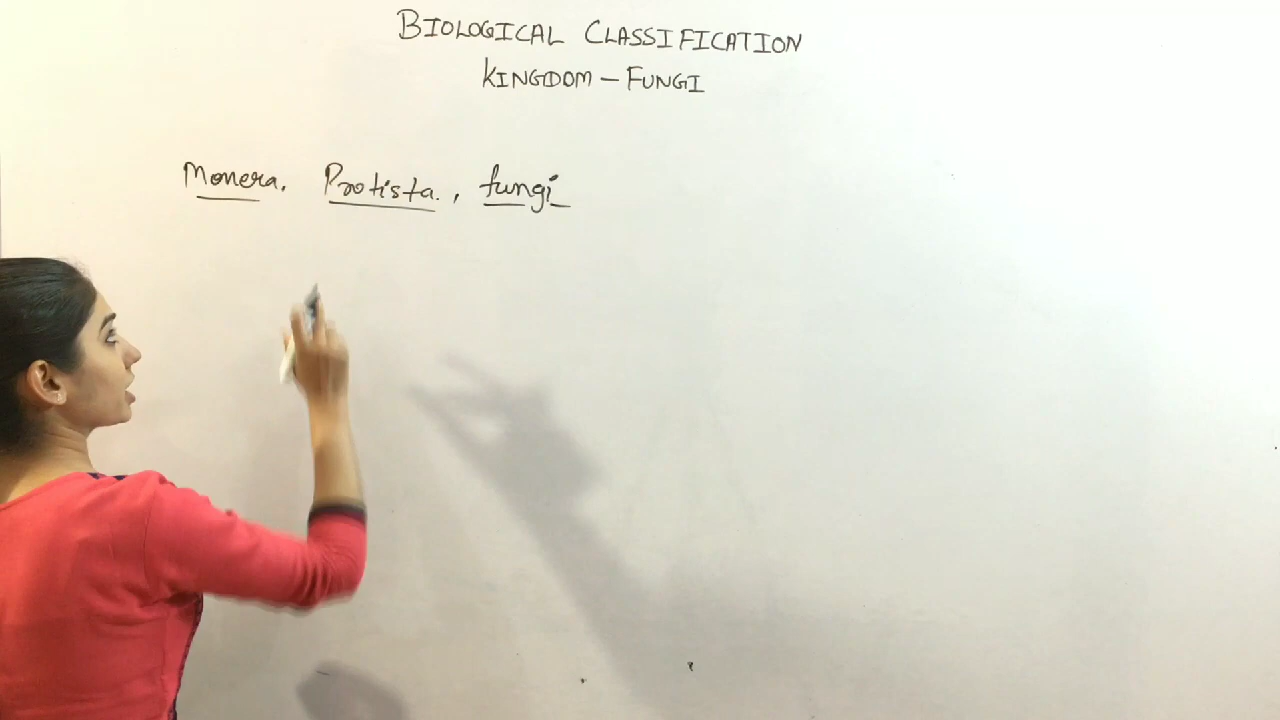 BIOLOGICAL CLASSIFICATION
KINGDOM – FUNGI
Monera, Protista., fungi